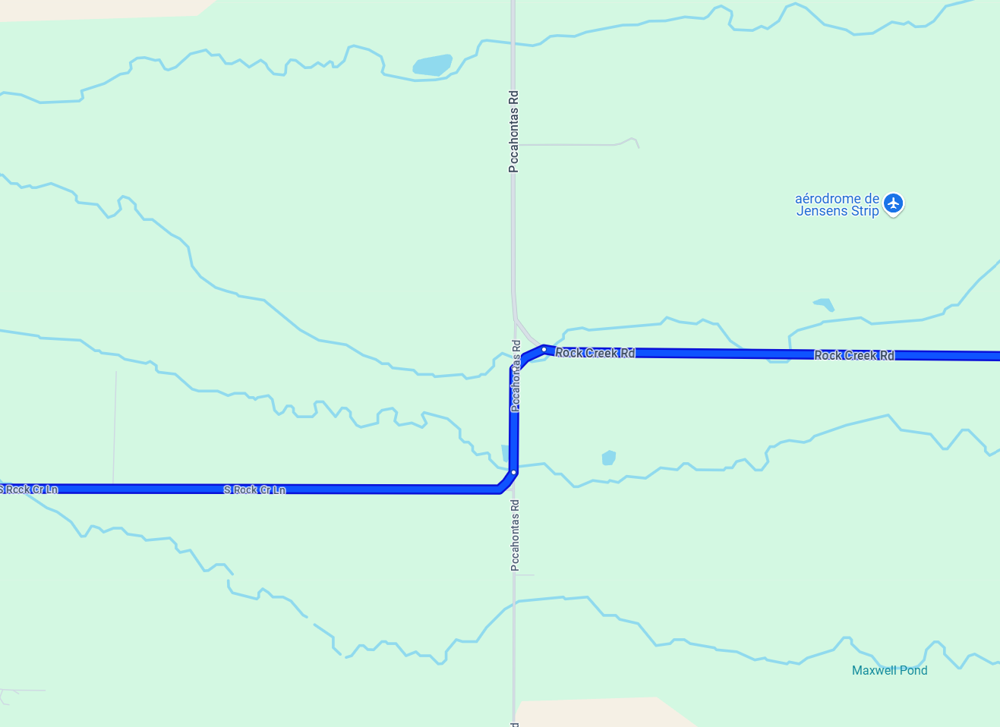 Pocahontas Rd
aérodrome de
Jensens Strip
Rock Creek Rd
Rock Creek Rd
Pocahontas Rd
S Rock Cr Ln
S Rock Cr Ln
Pocahontas Rd
Maxwell Pond